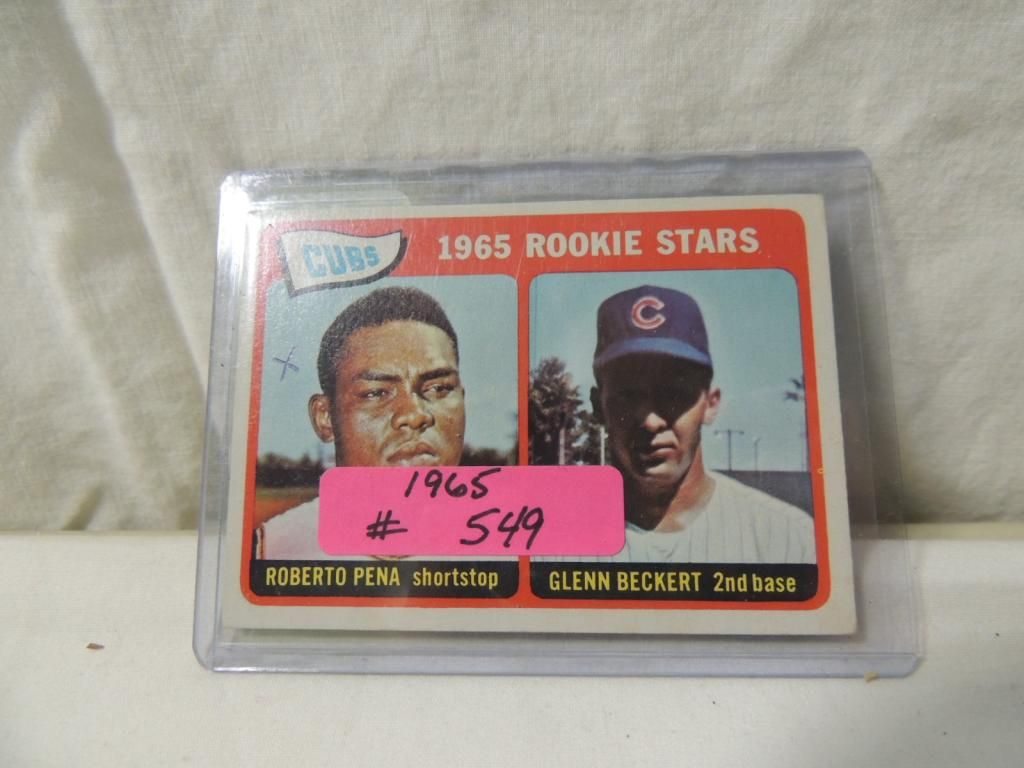 CUBS
1965 ROOKIE STARS
C
1965
# 549
ROBERTO PENA shortstop
GLENN BECKERT 2nd base